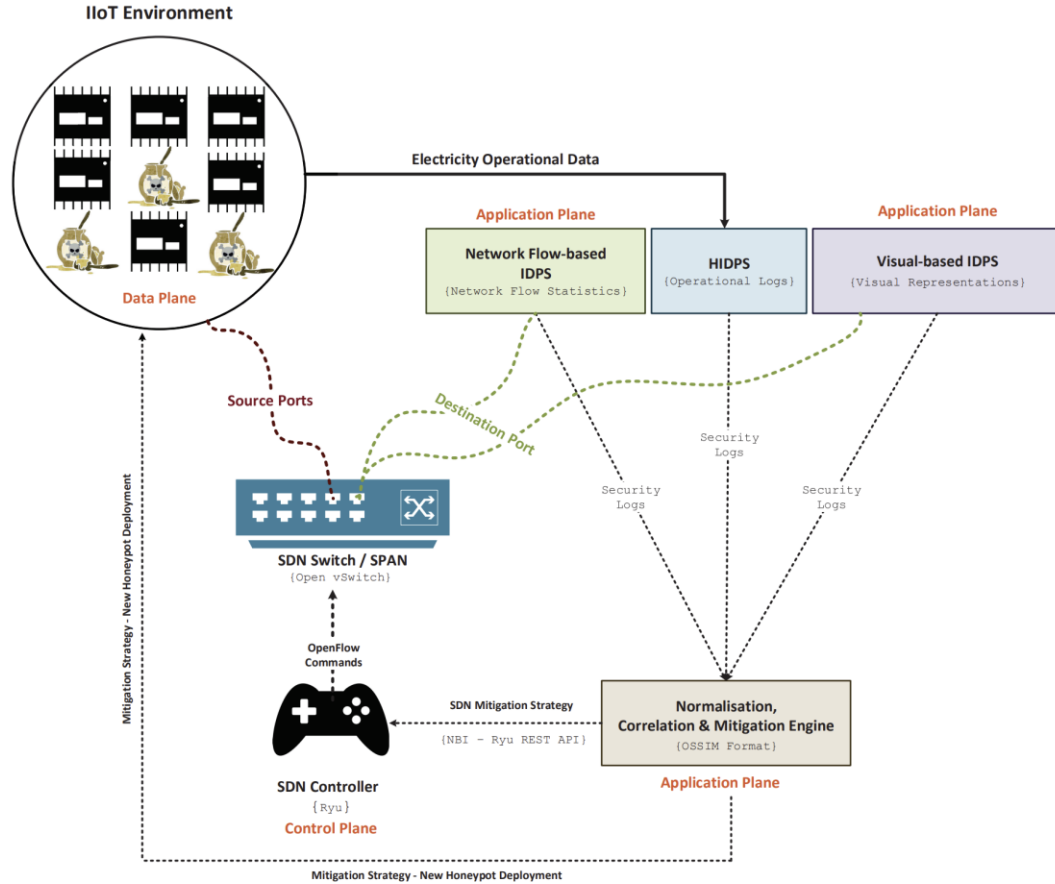 IIoT Environment
Data Plane
Electricity Operational Data
Application Plane
Application Plane
Network Flow-based
IDPS
{Network Flow Statistics}
HIDPS
{Operational Logs}
Visual-based IDPS
{Visual Representations}
Source Ports
Destination Port
Security
Logs
Security
Logs
Security
Logs
SDN Switch / SPAN
{Open vSwitch}
OpenFlow
Commands
Mitigation Strategy - New Honeypot Deployment
SDN Mitigation Strategy
{NBI - Ryu REST API}
Normalisation,
Correlation & Mitigation Engine
{OSSIM Format}
Application Plane
SDN Controller
{Ryu}
Control Plane
Mitigation Strategy - New Honeypot Deployment